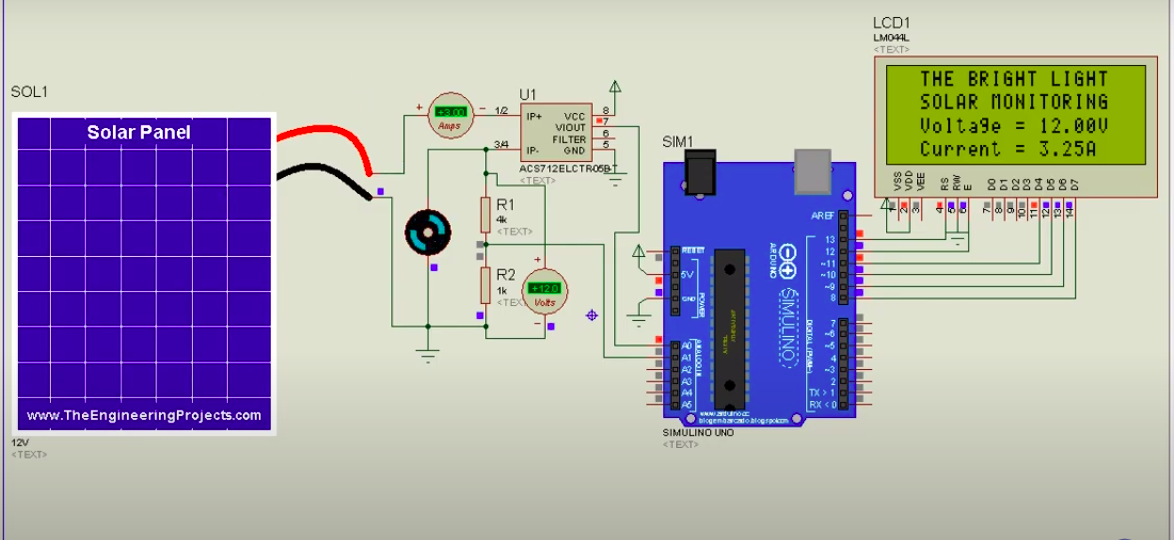 LCD1
LM044L
<TEXT>
THE BRIGHT LIGHT
SOLAR MONITORING
Voltage = 12.00V
Current = 3.25A
VSS
VDD
VEE
RS
RW
E
D0
D1
D2
D3
D4
D5
D6
D7
1
2
3
4
5
6
7
8
9
10
11
12
13
14
SOL1
Solar Panel
www.TheEngineeringProjects.com
12V
<TEXT>
+3.00
Amps
U1
1/2
3/4
IP+
IP-
VCC
VIOUT
FILTER
GND
8
7
6
5
<TEXT>
R1
4k
<TEXT>
R2
1k
+12.0
Volts
SIM1
RESET
5V
GND
POWER
A0
A1
A2
A3
A4
A5
ANALOG IN
ARDUINO
SIMULINO
AREF
13
12
~11
~10
~9
8
7
~6
~5
4
~3
2
TX > 1
RX < 0
www.arduino.cc
blogembarcado.blogspot.com
SIMULINO UNO
<TEXT>